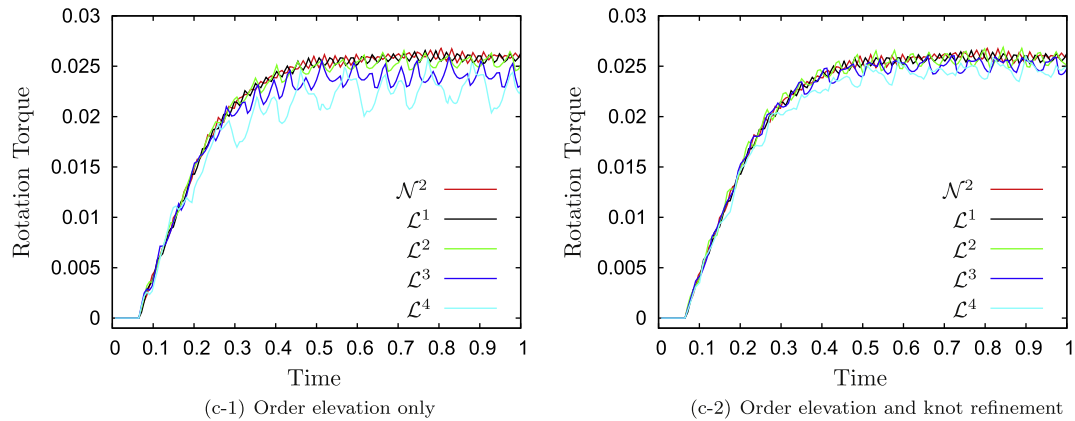 0.03
0.025
0.02
0.015
0.01
0.005
0
Rotation Torque
𝒩²
ℒ¹
ℒ²
ℒ³
ℒ⁴
0 0.1 0.2 0.3 0.4 0.5 0.6 0.7 0.8 0.9 1
Time
(c-1) Order elevation only
0.03
0.025
0.02
0.015
0.01
0.005
0
Rotation Torque
𝒩²
ℒ¹
ℒ²
ℒ³
ℒ⁴
0 0.1 0.2 0.3 0.4 0.5 0.6 0.7 0.8 0.9 1
Time
(c-2) Order elevation and knot refinement